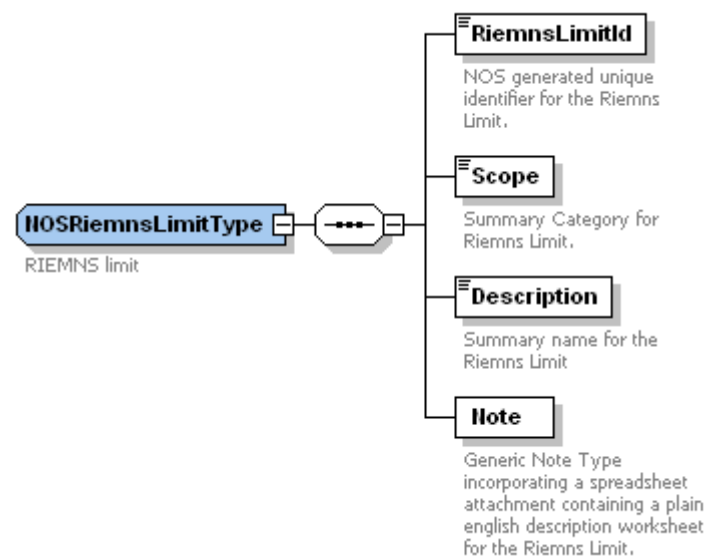 RiemnsLimitId
NOS generated unique
identifier for the Riemns
Limit.
Scope
Summary Category for
Riemns Limit.
NOSRiemnsLimitType
RIEMNS limit
Description
Summary name for the
Riemns Limit
Note
Generic Note Type
incorporating a spreadsheet
attachment containing a plain
english description worksheet
for the Riemns Limit.